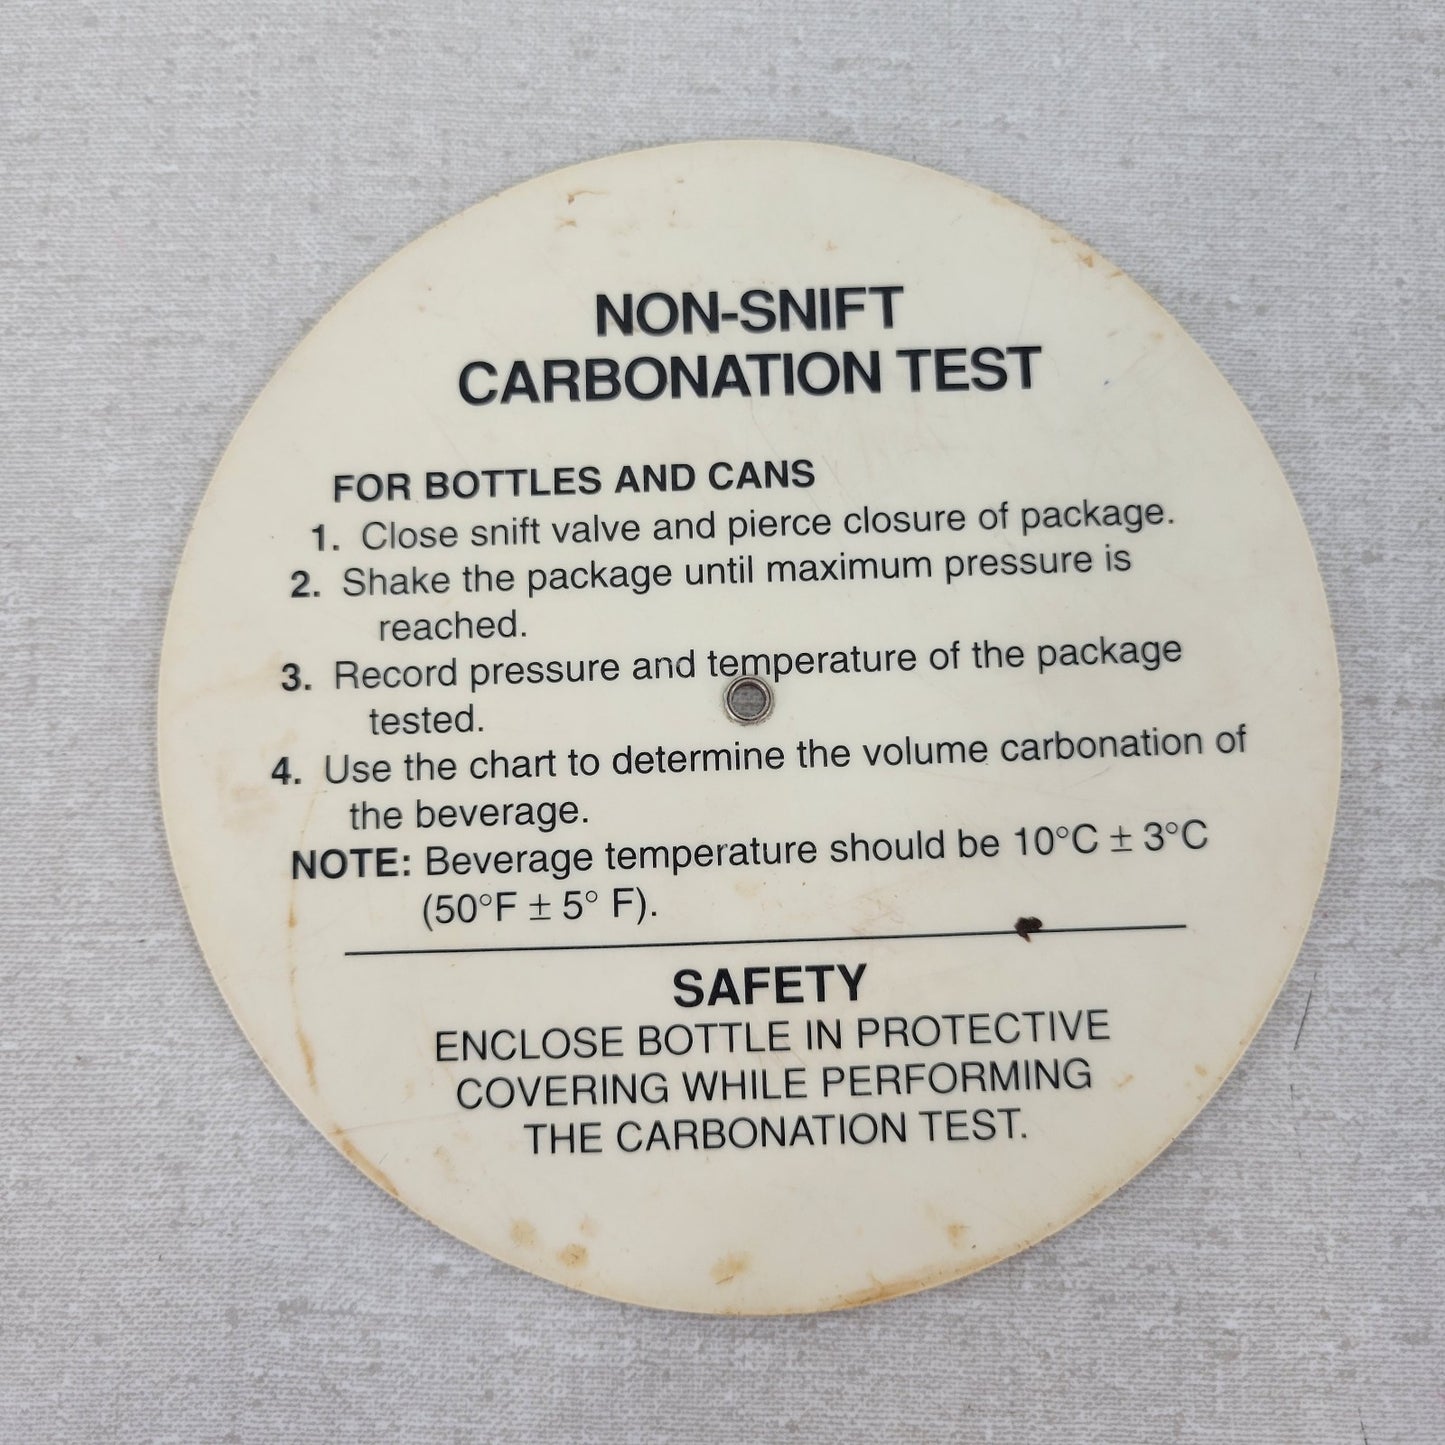 NON-SNIFT
CARBONATION TEST
FOR BOTTLES AND CANS
1. Close snift valve and pierce closure of package.
2. Shake the package until maximum pressure is
reached.
3. Record pressure and temperature of the package
tested.
4. Use the chart to determine the volume carbonation of
the beverage.
NOTE: Beverage temperature should be 10°C ± 3°C
(50°F ± 5° F).
SAFETY
ENCLOSE BOTTLE IN PROTECTIVE
COVERING WHILE PERFORMING
THE CARBONATION TEST.